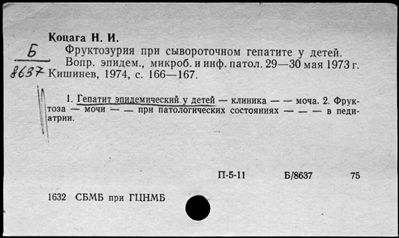 Коцага Н. И.
Б
8637
Фруктозурия при сывороточном гепатите у детей.
Вопр. эпидем., микроб. и инф. патол. 29—30 мая 1973 г.
Кишинев, 1974, с. 166—167.
1. Гепатит эпидемический у детей — клиника — — моча. 2. Фрук-
тоза — мочи — — при патологических состояниях — — — в педи-
атрии.
П-5-11 Б/8637 75
1632 СБМБ при ГЦНМБ